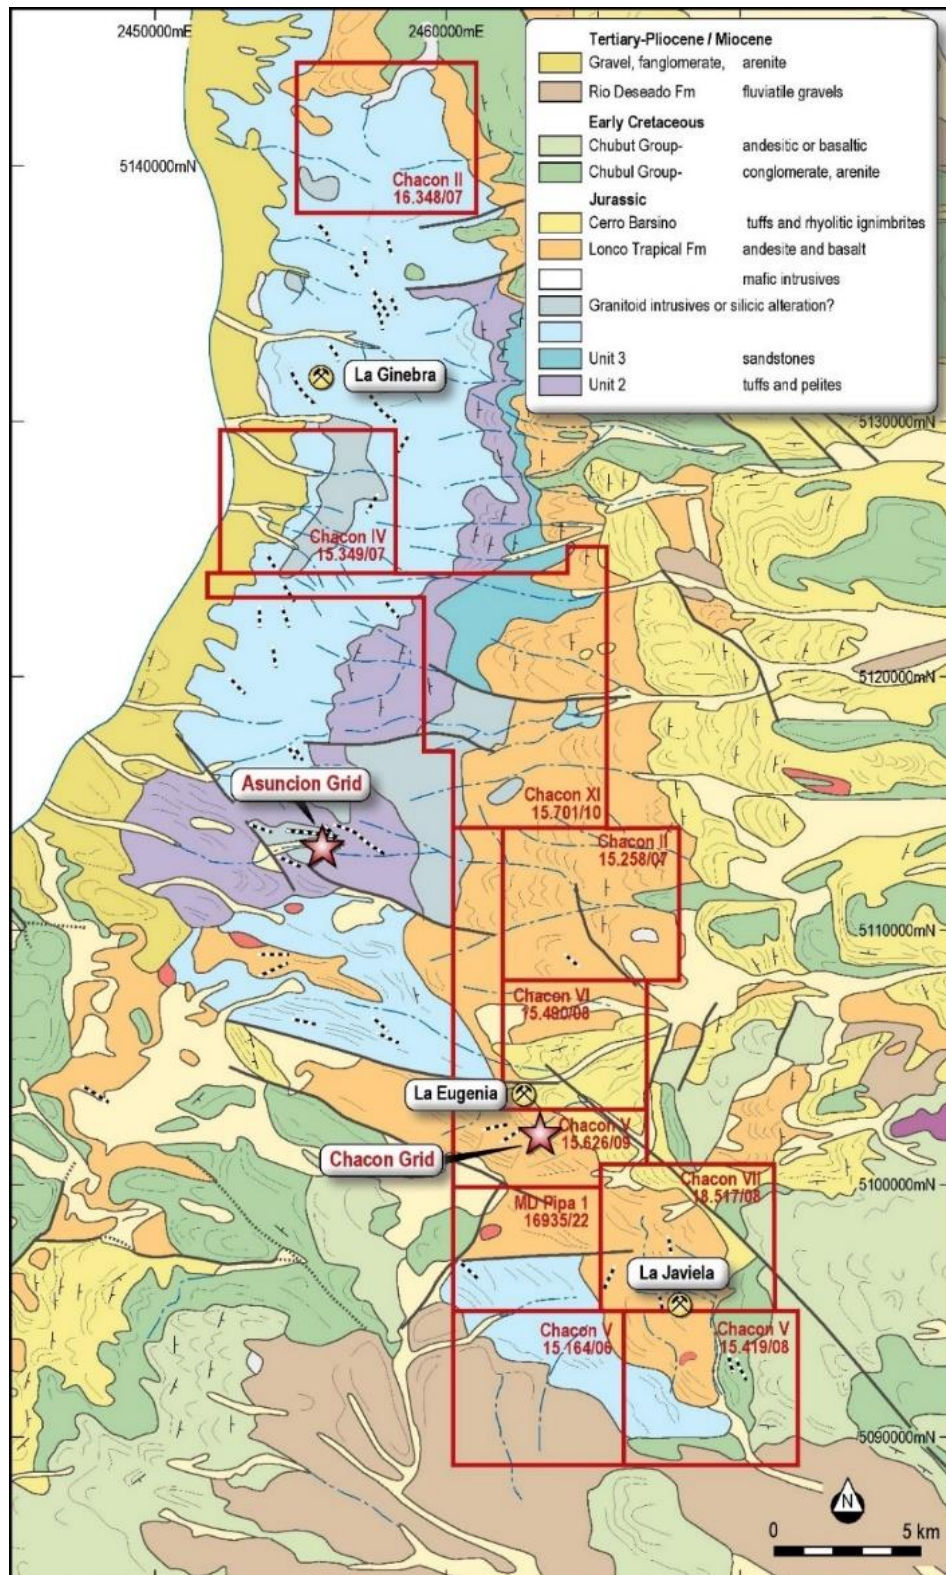 2450000mE
2460000mE
Tertiary-Pliocene / Miocene
Gravel, fanglomerate, arenite
Rio Deseado Fm fluviatile gravels
Early Cretaceous
Chubut Group- andesitic or basaltic
Chubul Group- conglomerate, arenite
Jurassic
Cerro Barsino tuffs and rhyolitic ignimbrites
Lonco Trapical Fm andesite and basalt
mafic intrusives
Granitoid intrusives or silicic alteration?
Unit 3 sandstones
Unit 2 tuffs and pelites
5140000mN
Chacon II
16.348/07
La Ginebra
5130000mN
Chacon IV
15.349/07
5120000mN
Asuncion Grid
Chacon XI
15.701/10
Chacon II
15.258/07
5110000mN
Chacon VI
15.490/08
La Eugenia
Chacon V
15.626/09
Chacon Grid
Chacon VII
18.517/08
5100000mN
MD Pipa 1
16935/22
La Javiela
Chacon V
15.164/06
Chacon V
15.419/08
5090000mN
N
0 5 km